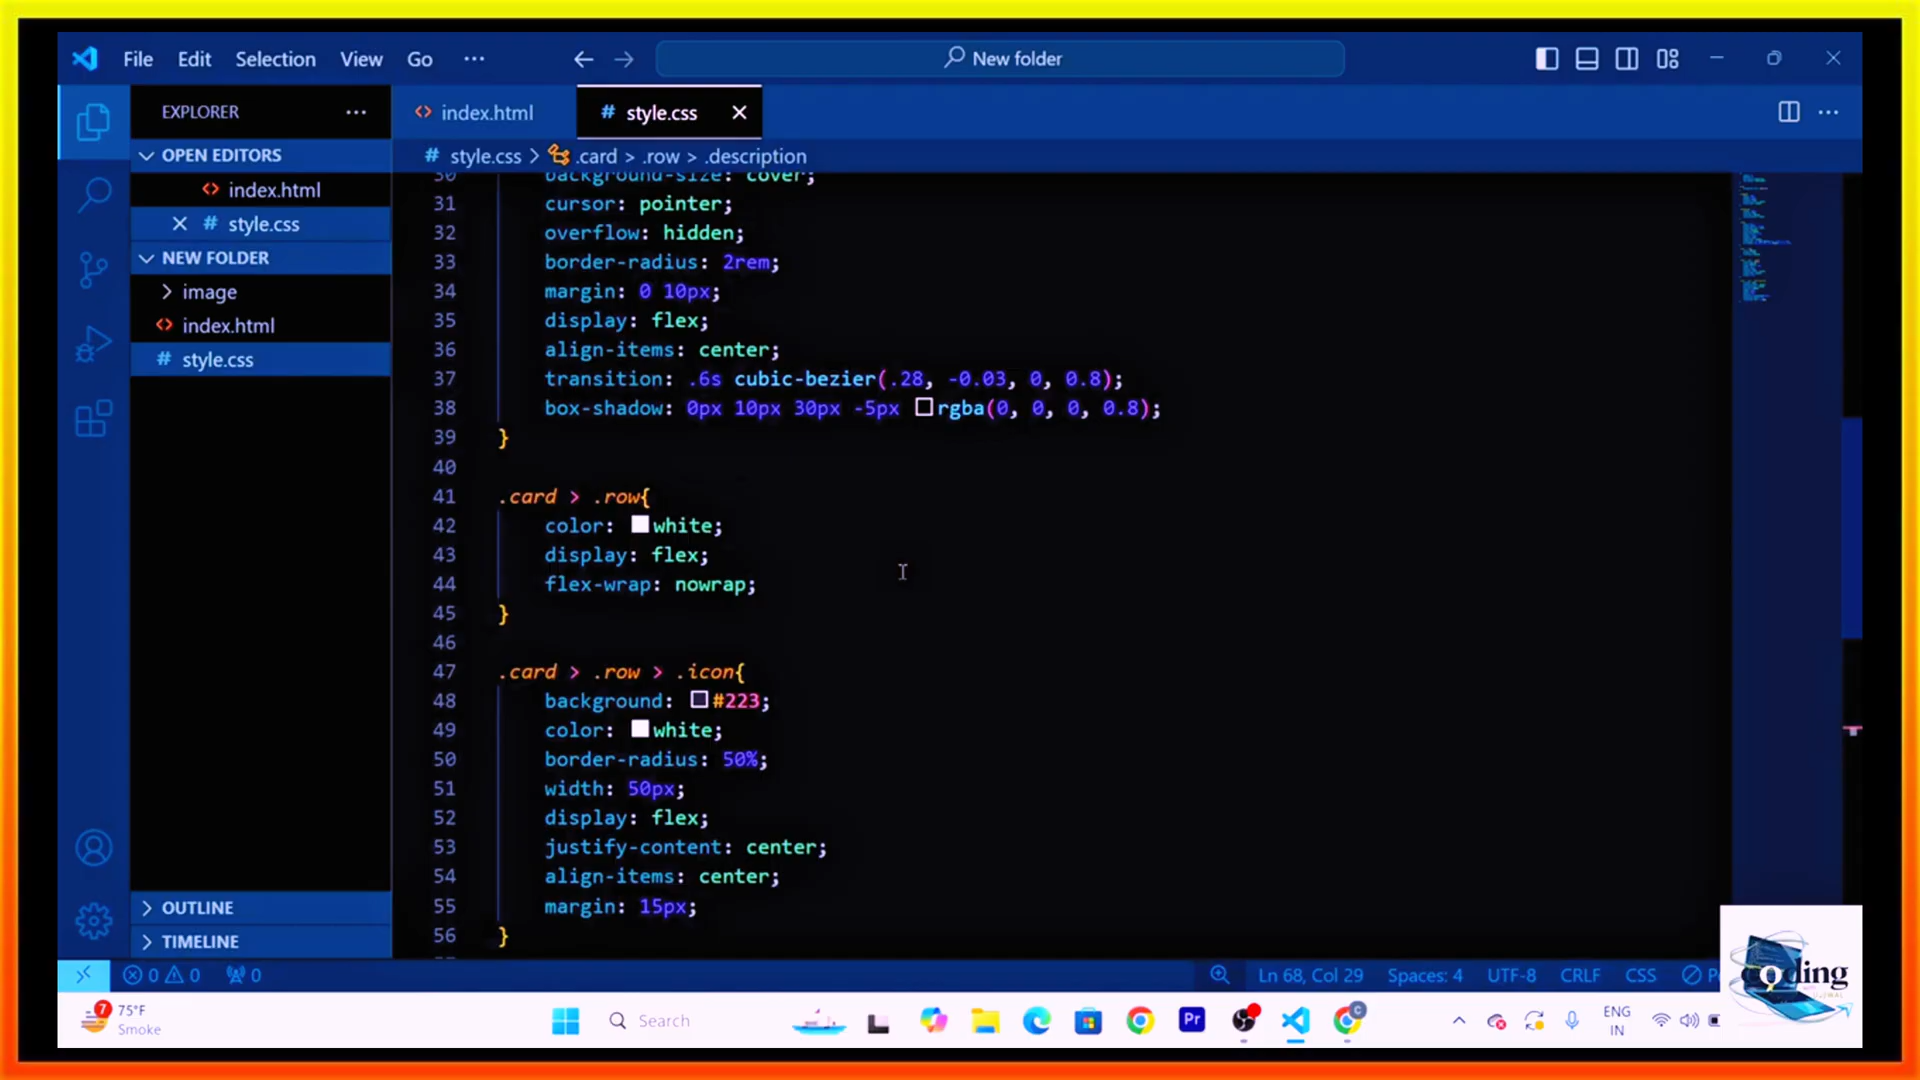 File Edit Selection View Go ··· New folder
EXPLORER ···
index.html
# style.css
OPEN EDITORS
index.html
# style.css
NEW FOLDER
image
index.html
# style.css
OUTLINE
TIMELINE
# style.css > .card > .row > .description
30 background-size: cover;
31 cursor: pointer;
32 overflow: hidden;
33 border-radius: 2rem;
34 margin: 0 10px;
35 display: flex;
36 align-items: center;
37 transition: .6s cubic-bezier(.28, -0.03, 0, 0.8);
38 box-shadow: 0px 10px 30px -5px rgba(0, 0, 0, 0.8);
39 }
40
41 .card > .row{
42 color: white;
43 display: flex;
44 flex-wrap: nowrap;
45 }
46
47 .card > .row > .icon{
48 background: #223;
49 color: white;
50 border-radius: 50%;
51 width: 50px;
52 display: flex;
53 justify-content: center;
54 align-items: center;
55 margin: 15px;
56 }
0 0 0 Ln 68, Col 29 Spaces: 4 UTF-8 CRLF CSS
coding
7 75°F
Smoke
Search
Pr
C
ENG
IN